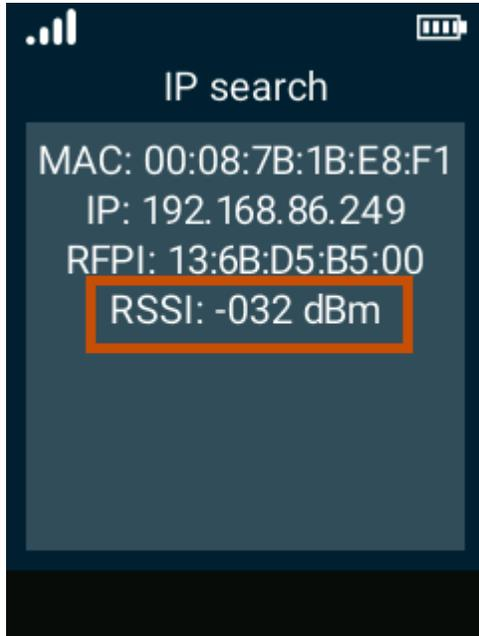 IP search
MAC: 00:08:7B:1B:E8:F1
IP: 192.168.86.249
RFPI: 13:6B:D5:B5:00
RSSI: -032 dBm